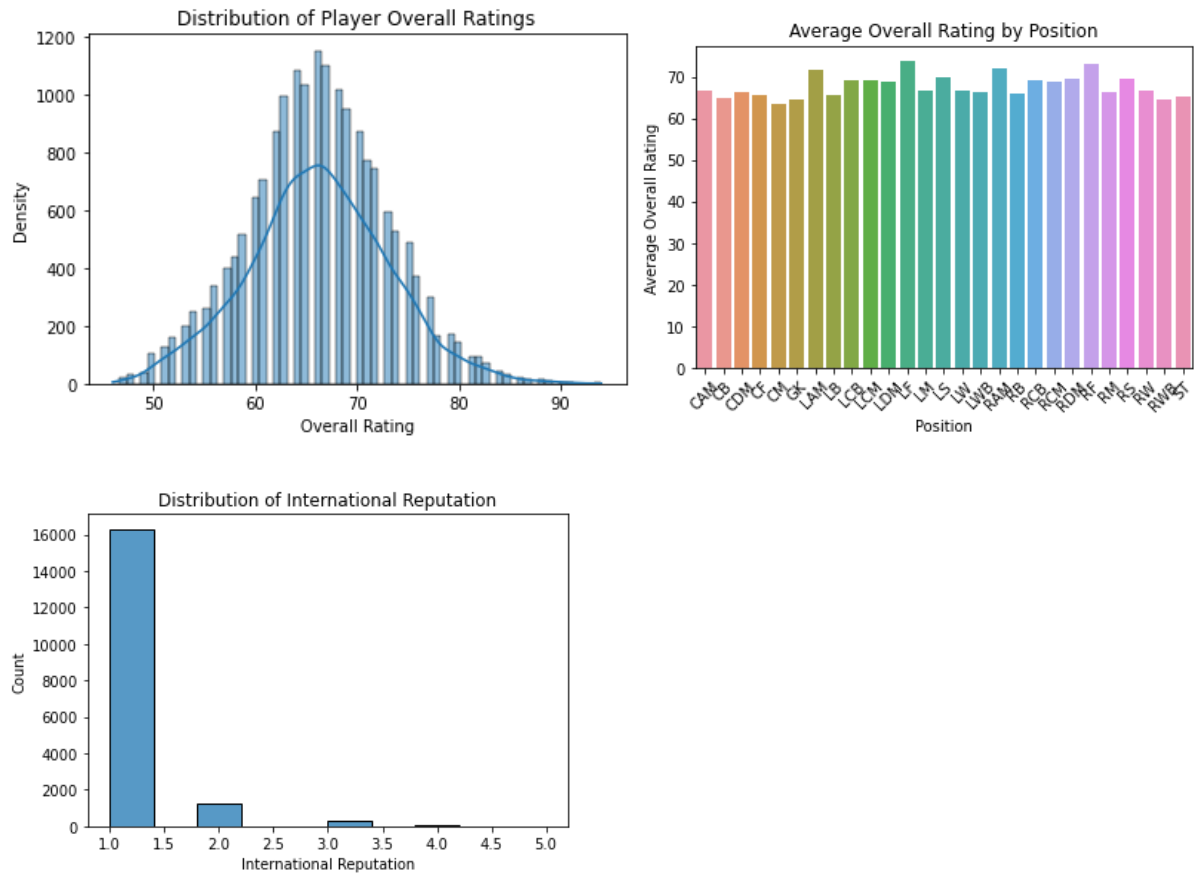 Distribution of Player Overall Ratings
1200
1000
800
600
400
200
0
Density
50 60 70 80 90
Overall Rating
Average Overall Rating by Position
70
60
50
40
30
20
10
0
Average Overall Rating
CAM CB CDM CF CM GK LAM LB LCB LCM LDM LF LM LS LW LWB RAM RB RCB RCM RDM RF RM RS RW RWB ST
Position
Distribution of International Reputation
16000
14000
12000
10000
8000
6000
4000
2000
0
Count
1.0 1.5 2.0 2.5 3.0 3.5 4.0 4.5 5.0
International Reputation